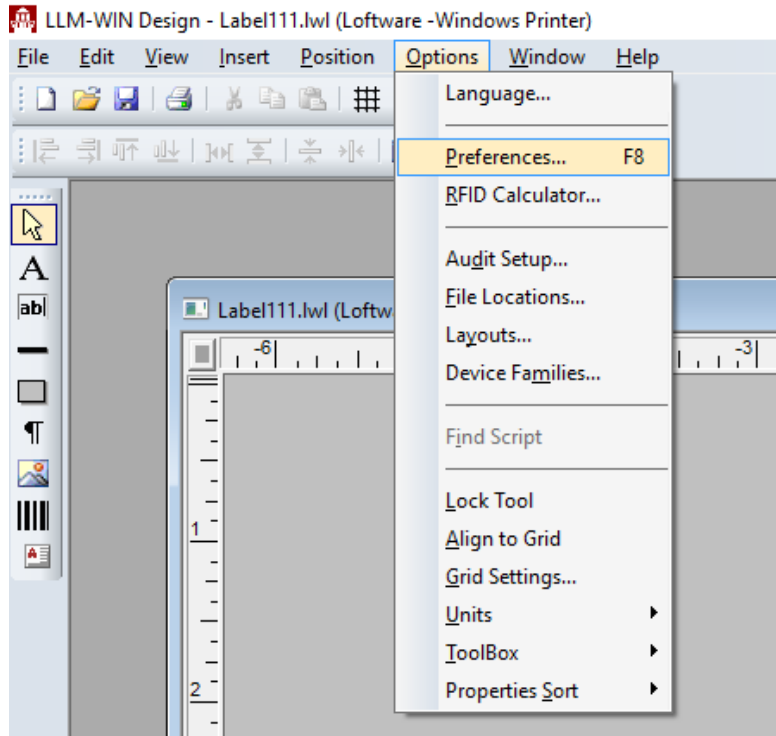 LLM-WIN Design - Label111.lwl (Loftware -Windows Printer)
File Edit View Insert Position Options Window Help
Language...
Preferences... F8
RFID Calculator...
Audit Setup...
File Locations...
Layouts...
Device Families...
Find Script
Lock Tool
Align to Grid
Grid Settings...
Units
ToolBox
Properties Sort
A
ab
Label111.lwl (Loftw
-6 -3
1
2